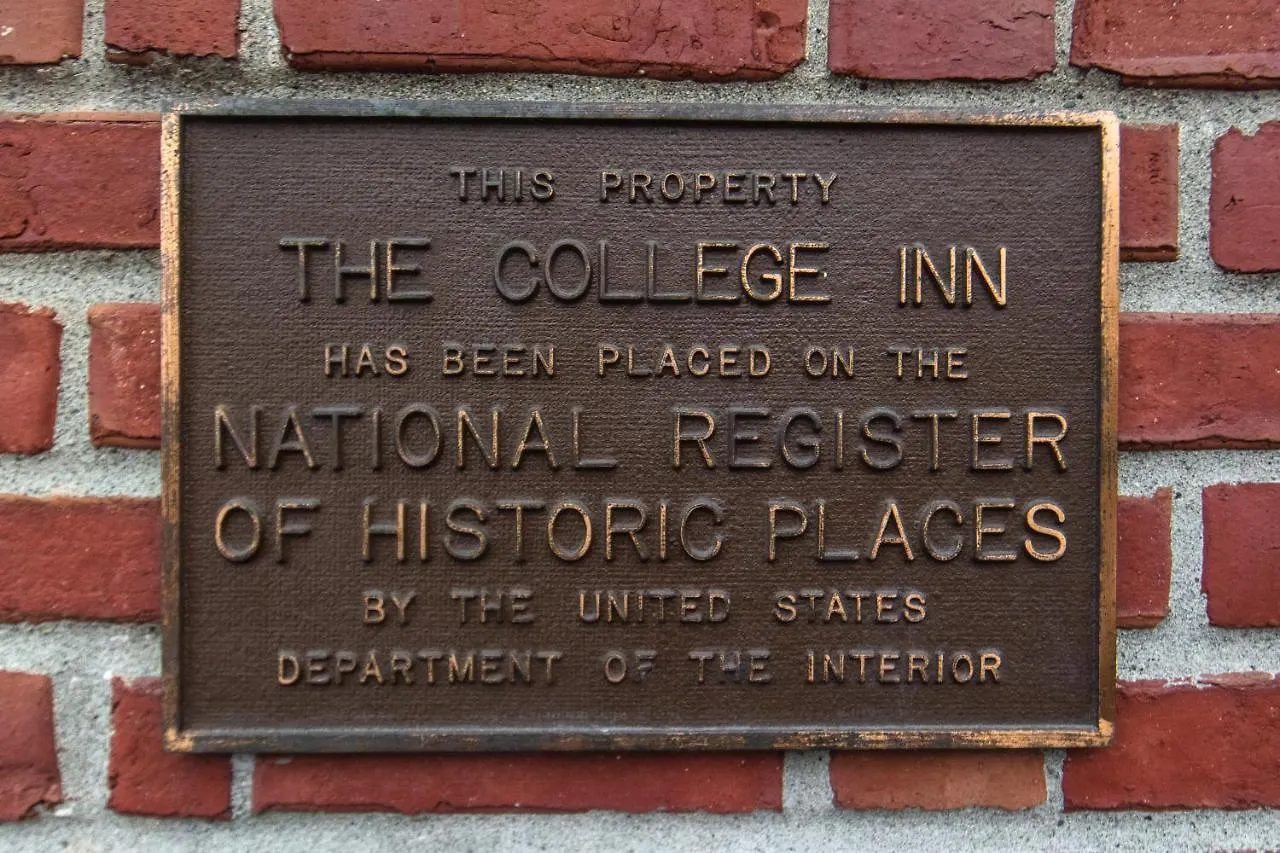 THIS PROPERTY
THE COLLEGE INN
HAS BEEN PLACED ON THE
NATIONAL REGISTER
OF HISTORIC PLACES
BY THE UNITED STATES
DEPARTMENT OF THE INTERIOR